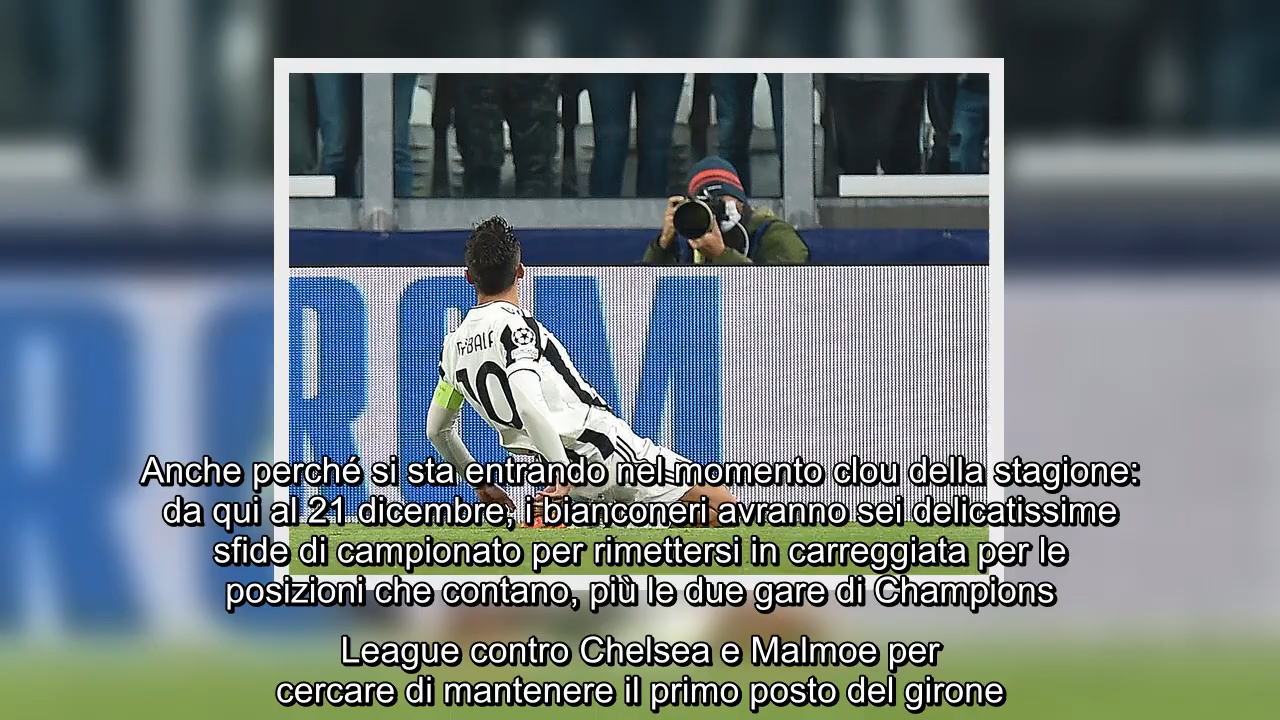 DYBALA
10
Anche perché si sta entrando nel momento clou della stagione:
da qui al 21 dicembre, i bianconeri avranno sei delicatissime
sfide di campionato per rimettersi in carreggiata per le
posizioni che contano, più le due gare di Champions
League contro Chelsea e Malmoe per
cercare di mantenere il primo posto del girone